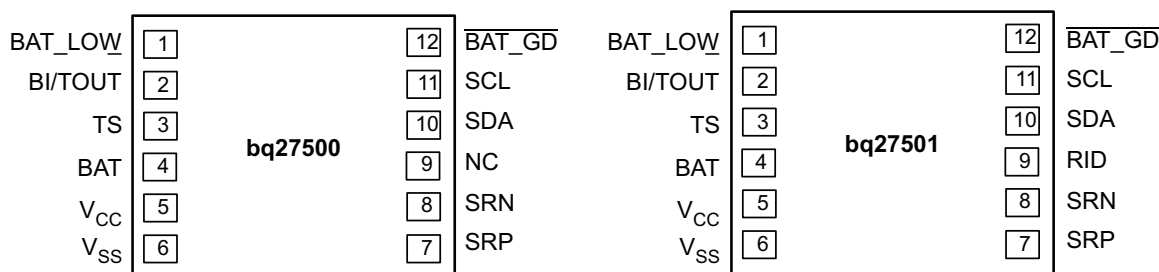 BAT_LOW 1 12 BAT_GD
BI/TOUT 2 11 SCL
TS 3 10 SDA
BAT 4 9 NC
VCC 5 8 SRN
VSS 6 7 SRP
bq27500
BAT_LOW 1 12 BAT_GD
BI/TOUT 2 11 SCL
TS 3 10 SDA
BAT 4 9 RID
VCC 5 8 SRN
VSS 6 7 SRP
bq27501